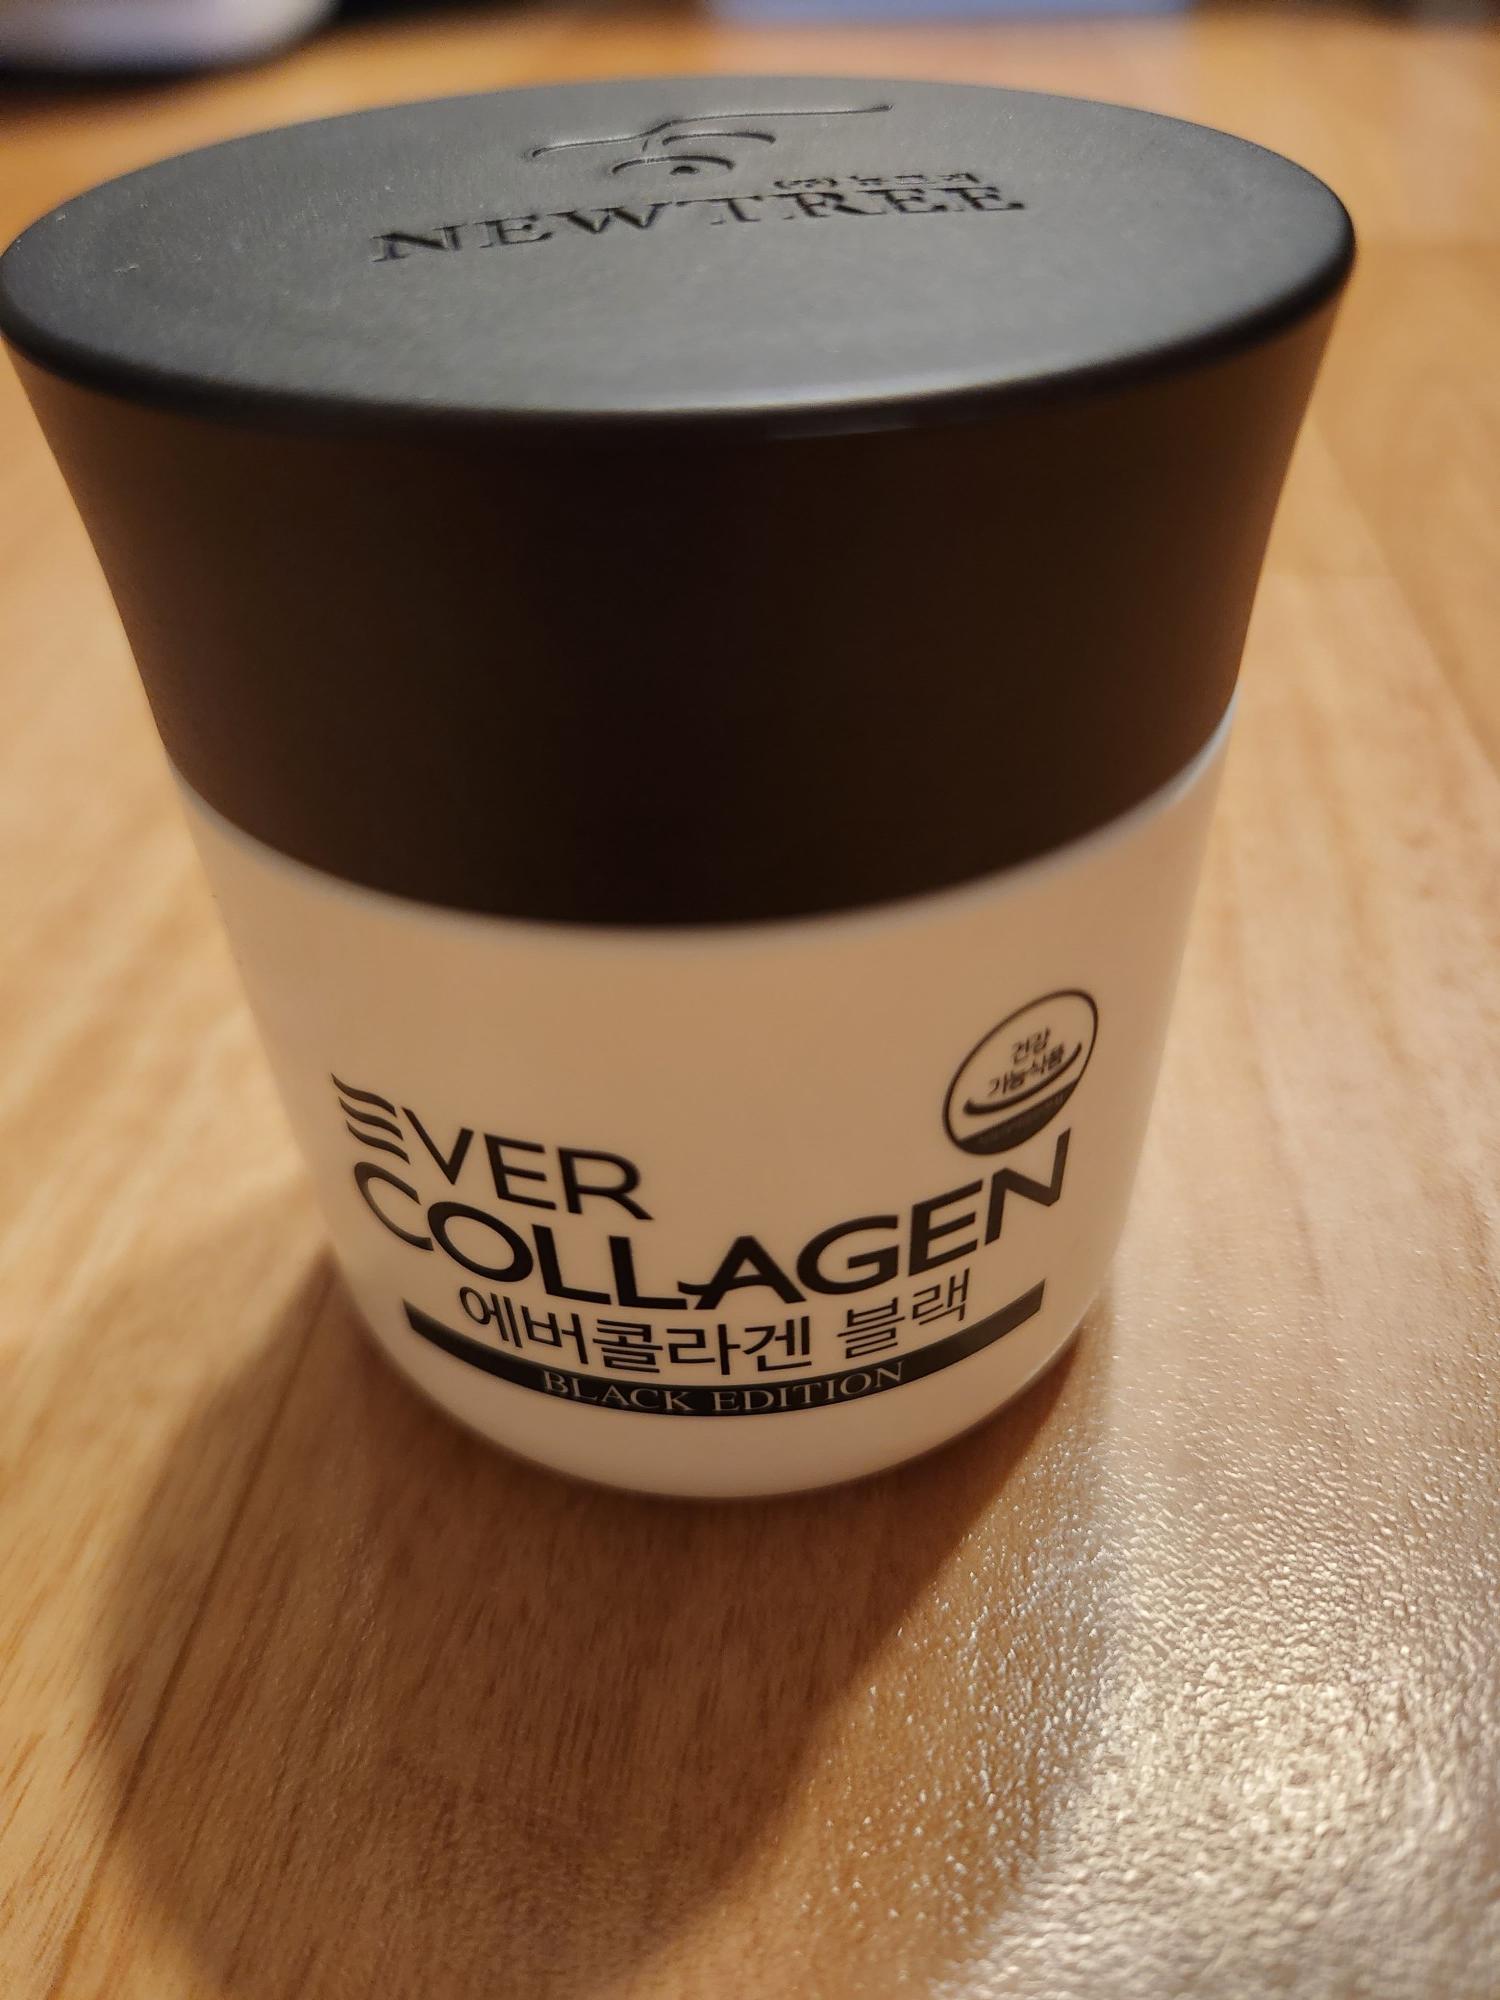 (주)뉴트리
NEWTREE
건강
기능식품
EVER
COLLAGEN
에버콜라겐 블랙
BLACK EDITION